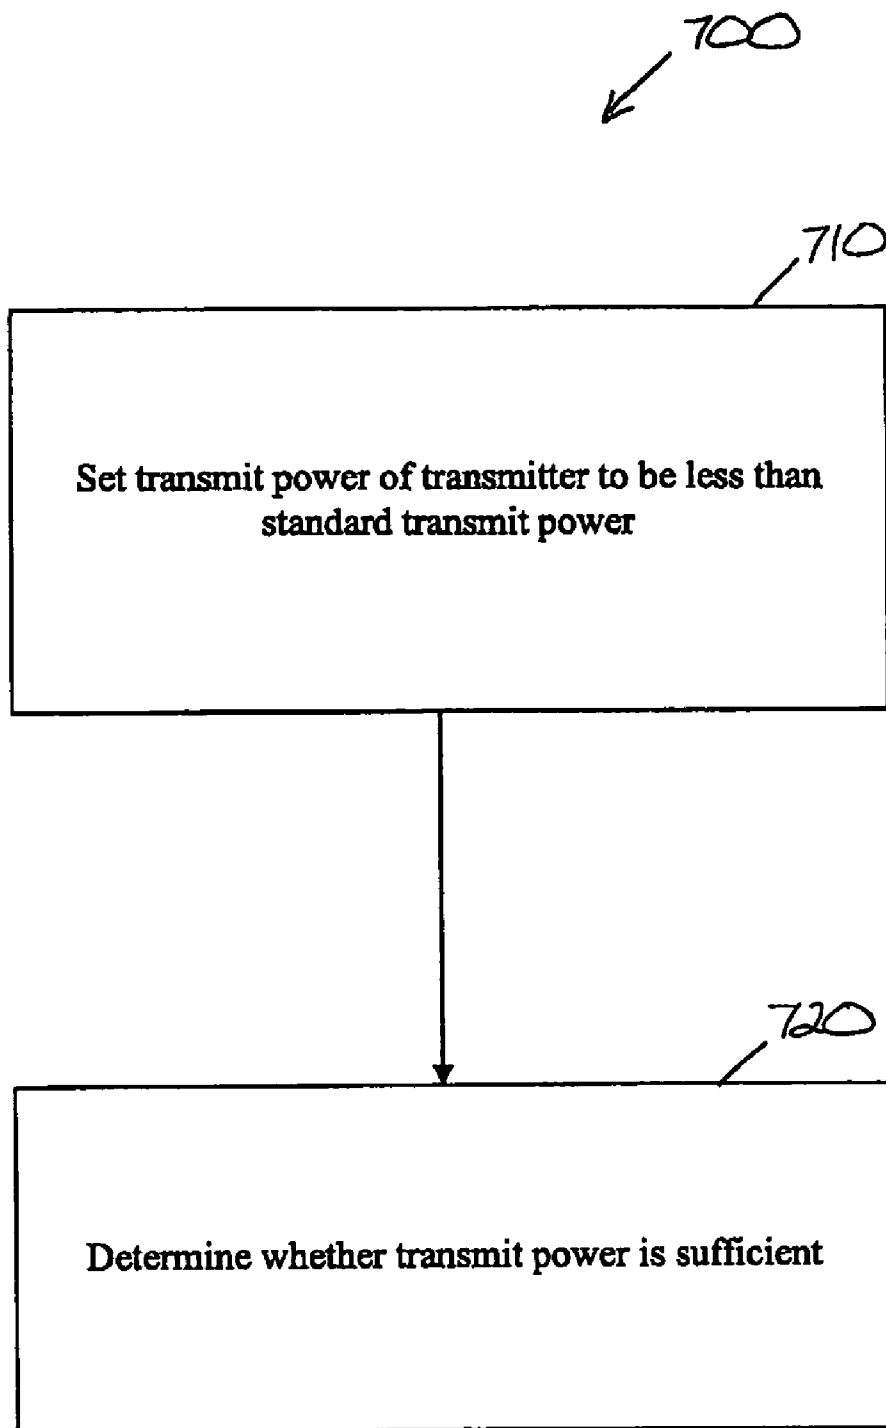 700
710
Set transmit power of transmitter to be less than
standard transmit power
720
Determine whether transmit power is sufficient